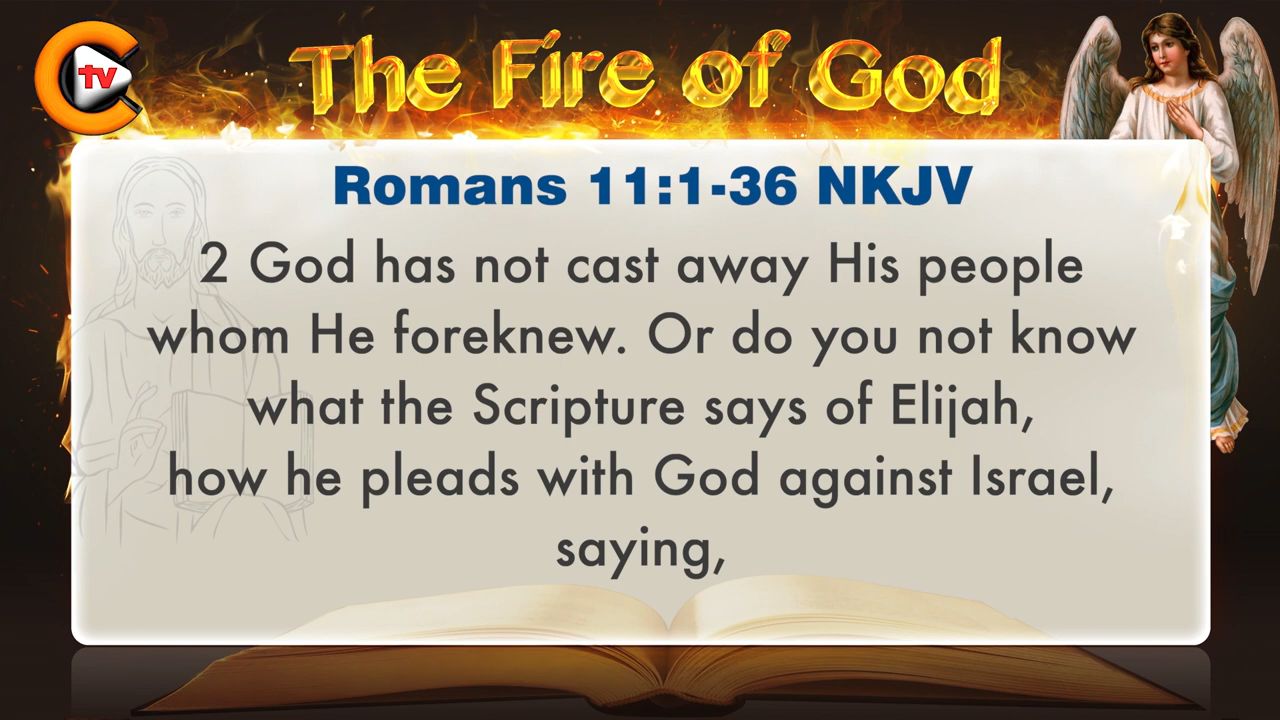 tv
The Fire of God
Romans 11:1-36 NKJV
2 God has not cast away His people
whom He foreknew. Or do you not know
what the Scripture says of Elijah,
how he pleads with God against Israel,
saying,